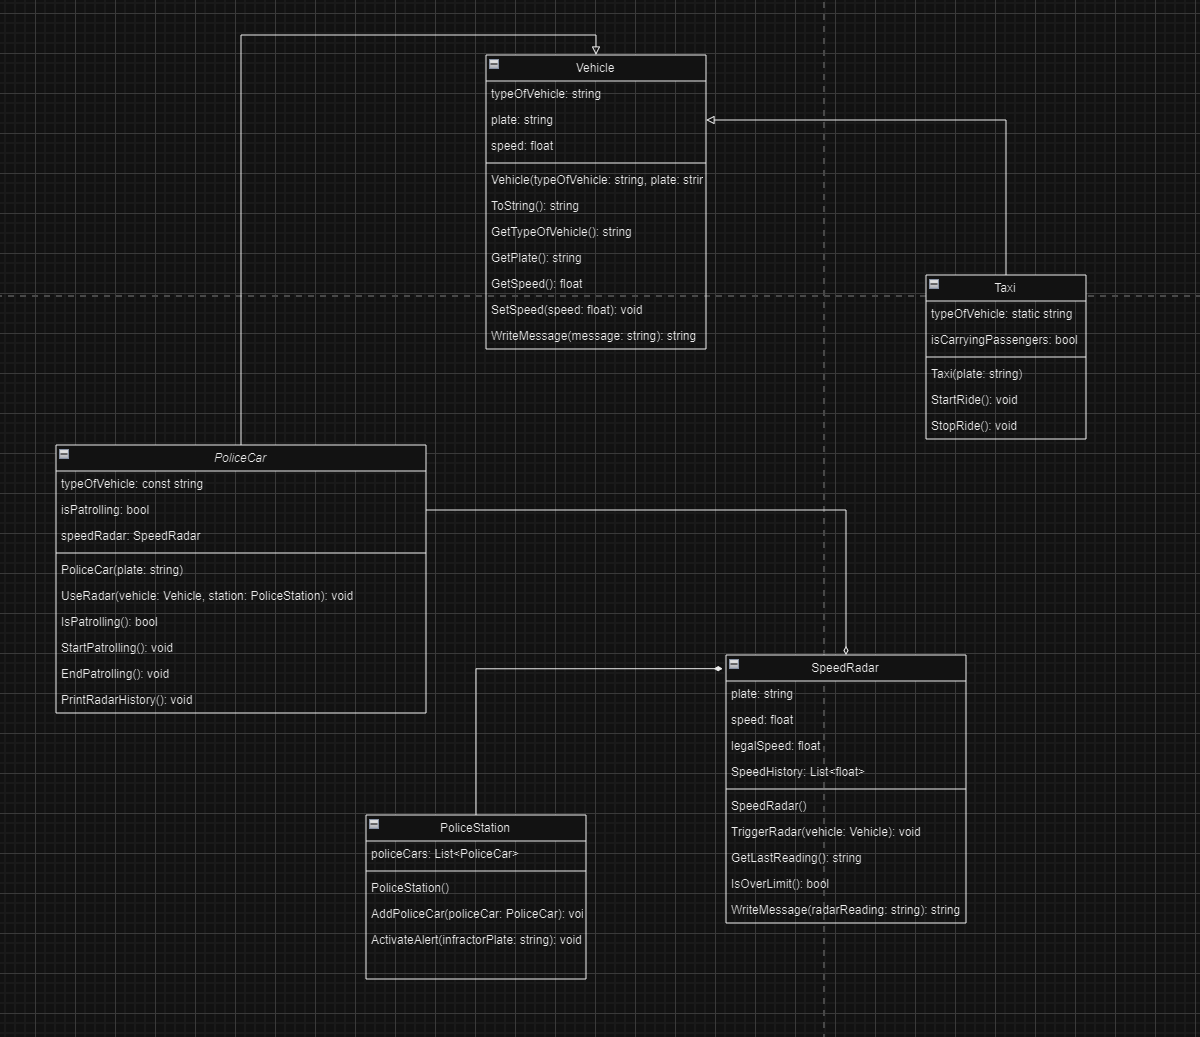 Vehicle
typeOfVehicle: string
plate: string
speed: float
Vehicle(typeOfVehicle: string, plate: strir
ToString(): string
GetTypeOfVehicle(): string
GetPlate(): string
GetSpeed(): float
SetSpeed(speed: float): void
WriteMessage(message: string): string
Taxi
typeOfVehicle: static string
isCarryingPassengers: bool
Taxi(plate: string)
StartRide(): void
StopRide(): void
PoliceCar
typeOfVehicle: const string
isPatrolling: bool
speedRadar: SpeedRadar
PoliceCar(plate: string)
UseRadar(vehicle: Vehicle, station: PoliceStation): void
IsPatrolling(): bool
StartPatrolling(): void
EndPatrolling(): void
PrintRadarHistory(): void
SpeedRadar
plate: string
speed: float
legalSpeed: float
SpeedHistory: List<float>
SpeedRadar()
TriggerRadar(vehicle: Vehicle): void
GetLastReading(): string
IsOverLimit(): bool
WriteMessage(radarReading: string): string
PoliceStation
policeCars: List<PoliceCar>
PoliceStation()
AddPoliceCar(policeCar: PoliceCar): voi
ActivateAlert(infractorPlate: string): void